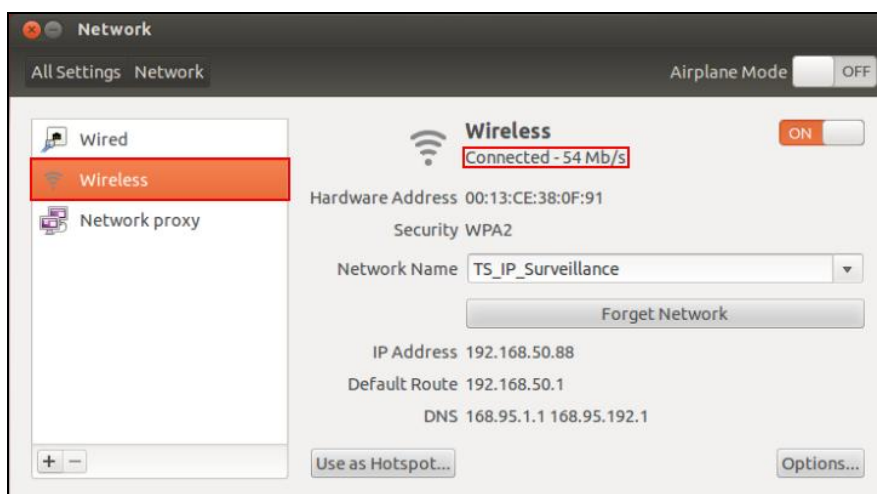 Network
All Settings Network
Airplane Mode OFF
Wired
Wireless
Network proxy
Wireless
ON
Connected - 54 Mb/s
Hardware Address 00:13:CE:38:0F:91
Security WPA2
Network Name TS_IP_Surveillance
Forget Network
IP Address 192.168.50.88
Default Route 192.168.50.1
DNS 168.95.1.1 168.95.192.1
+ −
Use as Hotspot...
Options...